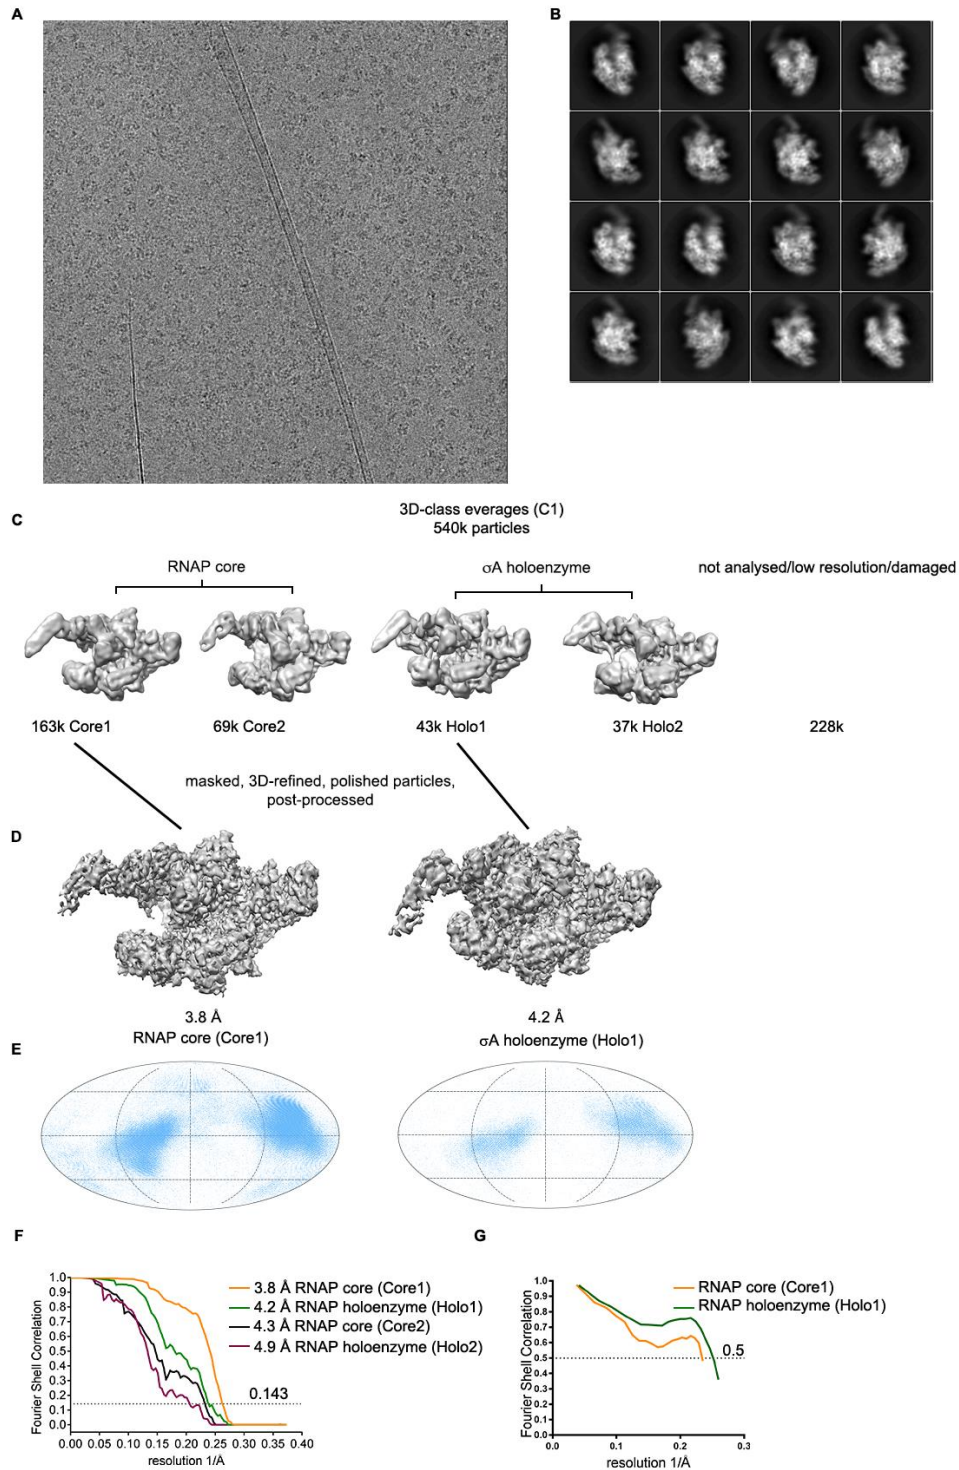 A
B
C
3D-class everages (C1)
540k particles
RNAP core
σA holoenzyme
not analysed/low resolution/damaged
163k Core1
69k Core2
43k Holo1
37k Holo2
228k
masked, 3D-refined, polished particles,
post-processed
D
3.8 Å
RNAP core (Core1)
4.2 Å
σA holoenzyme (Holo1)
E
F
Fourier Shell Correlation
1.0
0.9
0.8
0.7
0.6
0.5
0.4
0.3
0.2
0.1
0.0
0.00 0.05 0.10 0.15 0.20 0.25 0.30 0.35 0.40
resolution 1/Å
3.8 Å RNAP core (Core1)
4.2 Å RNAP holoenzyme (Holo1)
4.3 Å RNAP core (Core2)
4.9 Å RNAP holoenzyme (Holo2)
0.143
G
Fourier Shell Correlation
1.0
0.9
0.8
0.7
0.6
0.5
0.4
0.3
0.2
0.1
0.0
0.0 0.1 0.2 0.3
resolution 1/Å
RNAP core (Core1)
RNAP holoenzyme (Holo1)
0.5